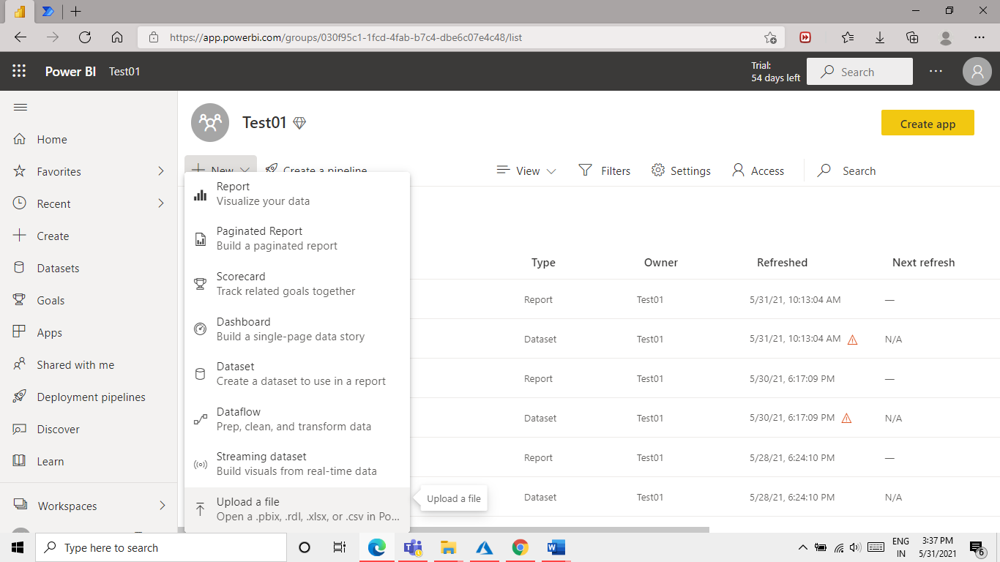 https://app.powerbi.com/groups/030f95c1-1fcd-4fab-b7c4-dbe6c07e4c48/list
Power BI Test01
Trial:
54 days left
Search
Test01
Create app
New
Create a pipeline
View
Filters
Settings
Access
Search
Home
Favorites
Recent
Create
Datasets
Goals
Apps
Shared with me
Deployment pipelines
Discover
Learn
Workspaces
Report
Visualize your data
Paginated Report
Build a paginated report
Scorecard
Track related goals together
Dashboard
Build a single-page data story
Dataset
Create a dataset to use in a report
Dataflow
Prep, clean, and transform data
Streaming dataset
Build visuals from real-time data
Upload a file
Open a .pbix, .rdl, .xlsx, or .csv in Po...
Upload a file
Type Owner Refreshed Next refresh
Report Test01 5/31/21, 10:13:04 AM —
Dataset Test01 5/31/21, 10:13:04 AM N/A
Report Test01 5/30/21, 6:17:09 PM —
Dataset Test01 5/30/21, 6:17:09 PM N/A
Report Test01 5/28/21, 6:24:10 PM —
Dataset Test01 5/28/21, 6:24:10 PM N/A
Type here to search
ENG
IN
3:37 PM
5/31/2021
6